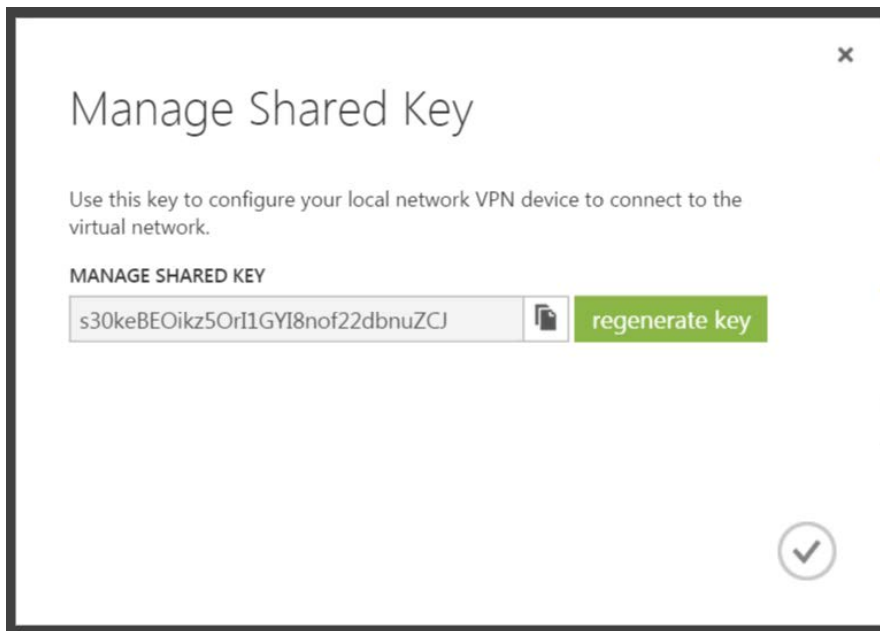 Manage Shared Key
Use this key to configure your local network VPN device to connect to the
virtual network.
MANAGE SHARED KEY
s30keBEOikz5OrI1GYI8nof22dbnuZCJ
regenerate key